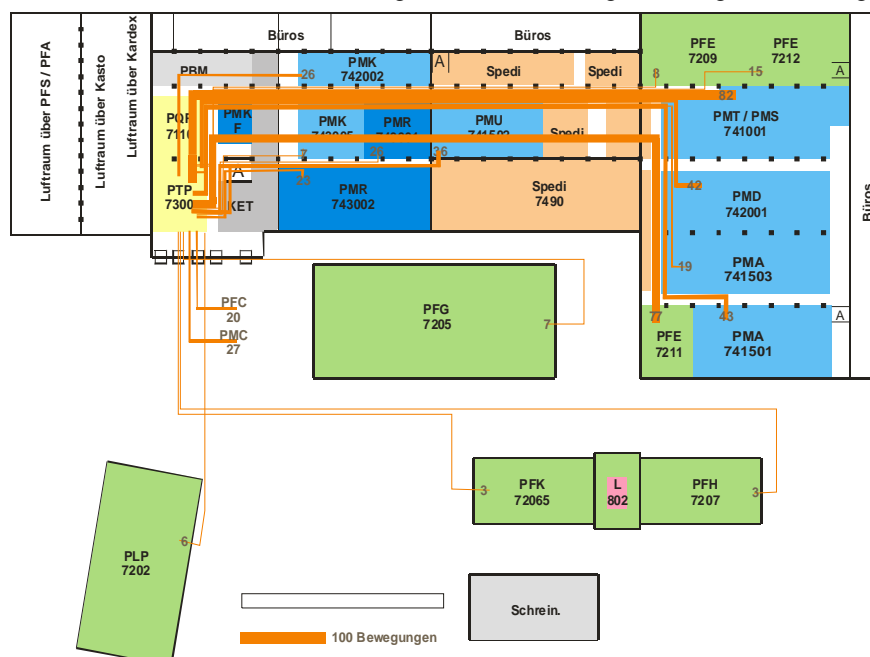 Büros
Büros
Luftraum über PFS / PFA
Luftraum über Kasto
Luftraum über Kardex
PBM
26
PMK
742002
A
Spedi
Spedi
8
PFE
7209
PFE
7212
15
A
82
PMK
F
PMK
PMR
PMU
Spedi
PMT / PMS
741001
7
36
23
A
PTP
7300
KET
PMR
743002
Spedi
7490
42
PMD
742001
Büros
19
PMA
741503
PFC
20
PMC
27
PFG
7205
7
77
43
A
PFE
7211
PMA
741501
3
PFK
72065
L
802
PFH
7207
3
6
PLP
7202
Schrein.
100 Bewegungen